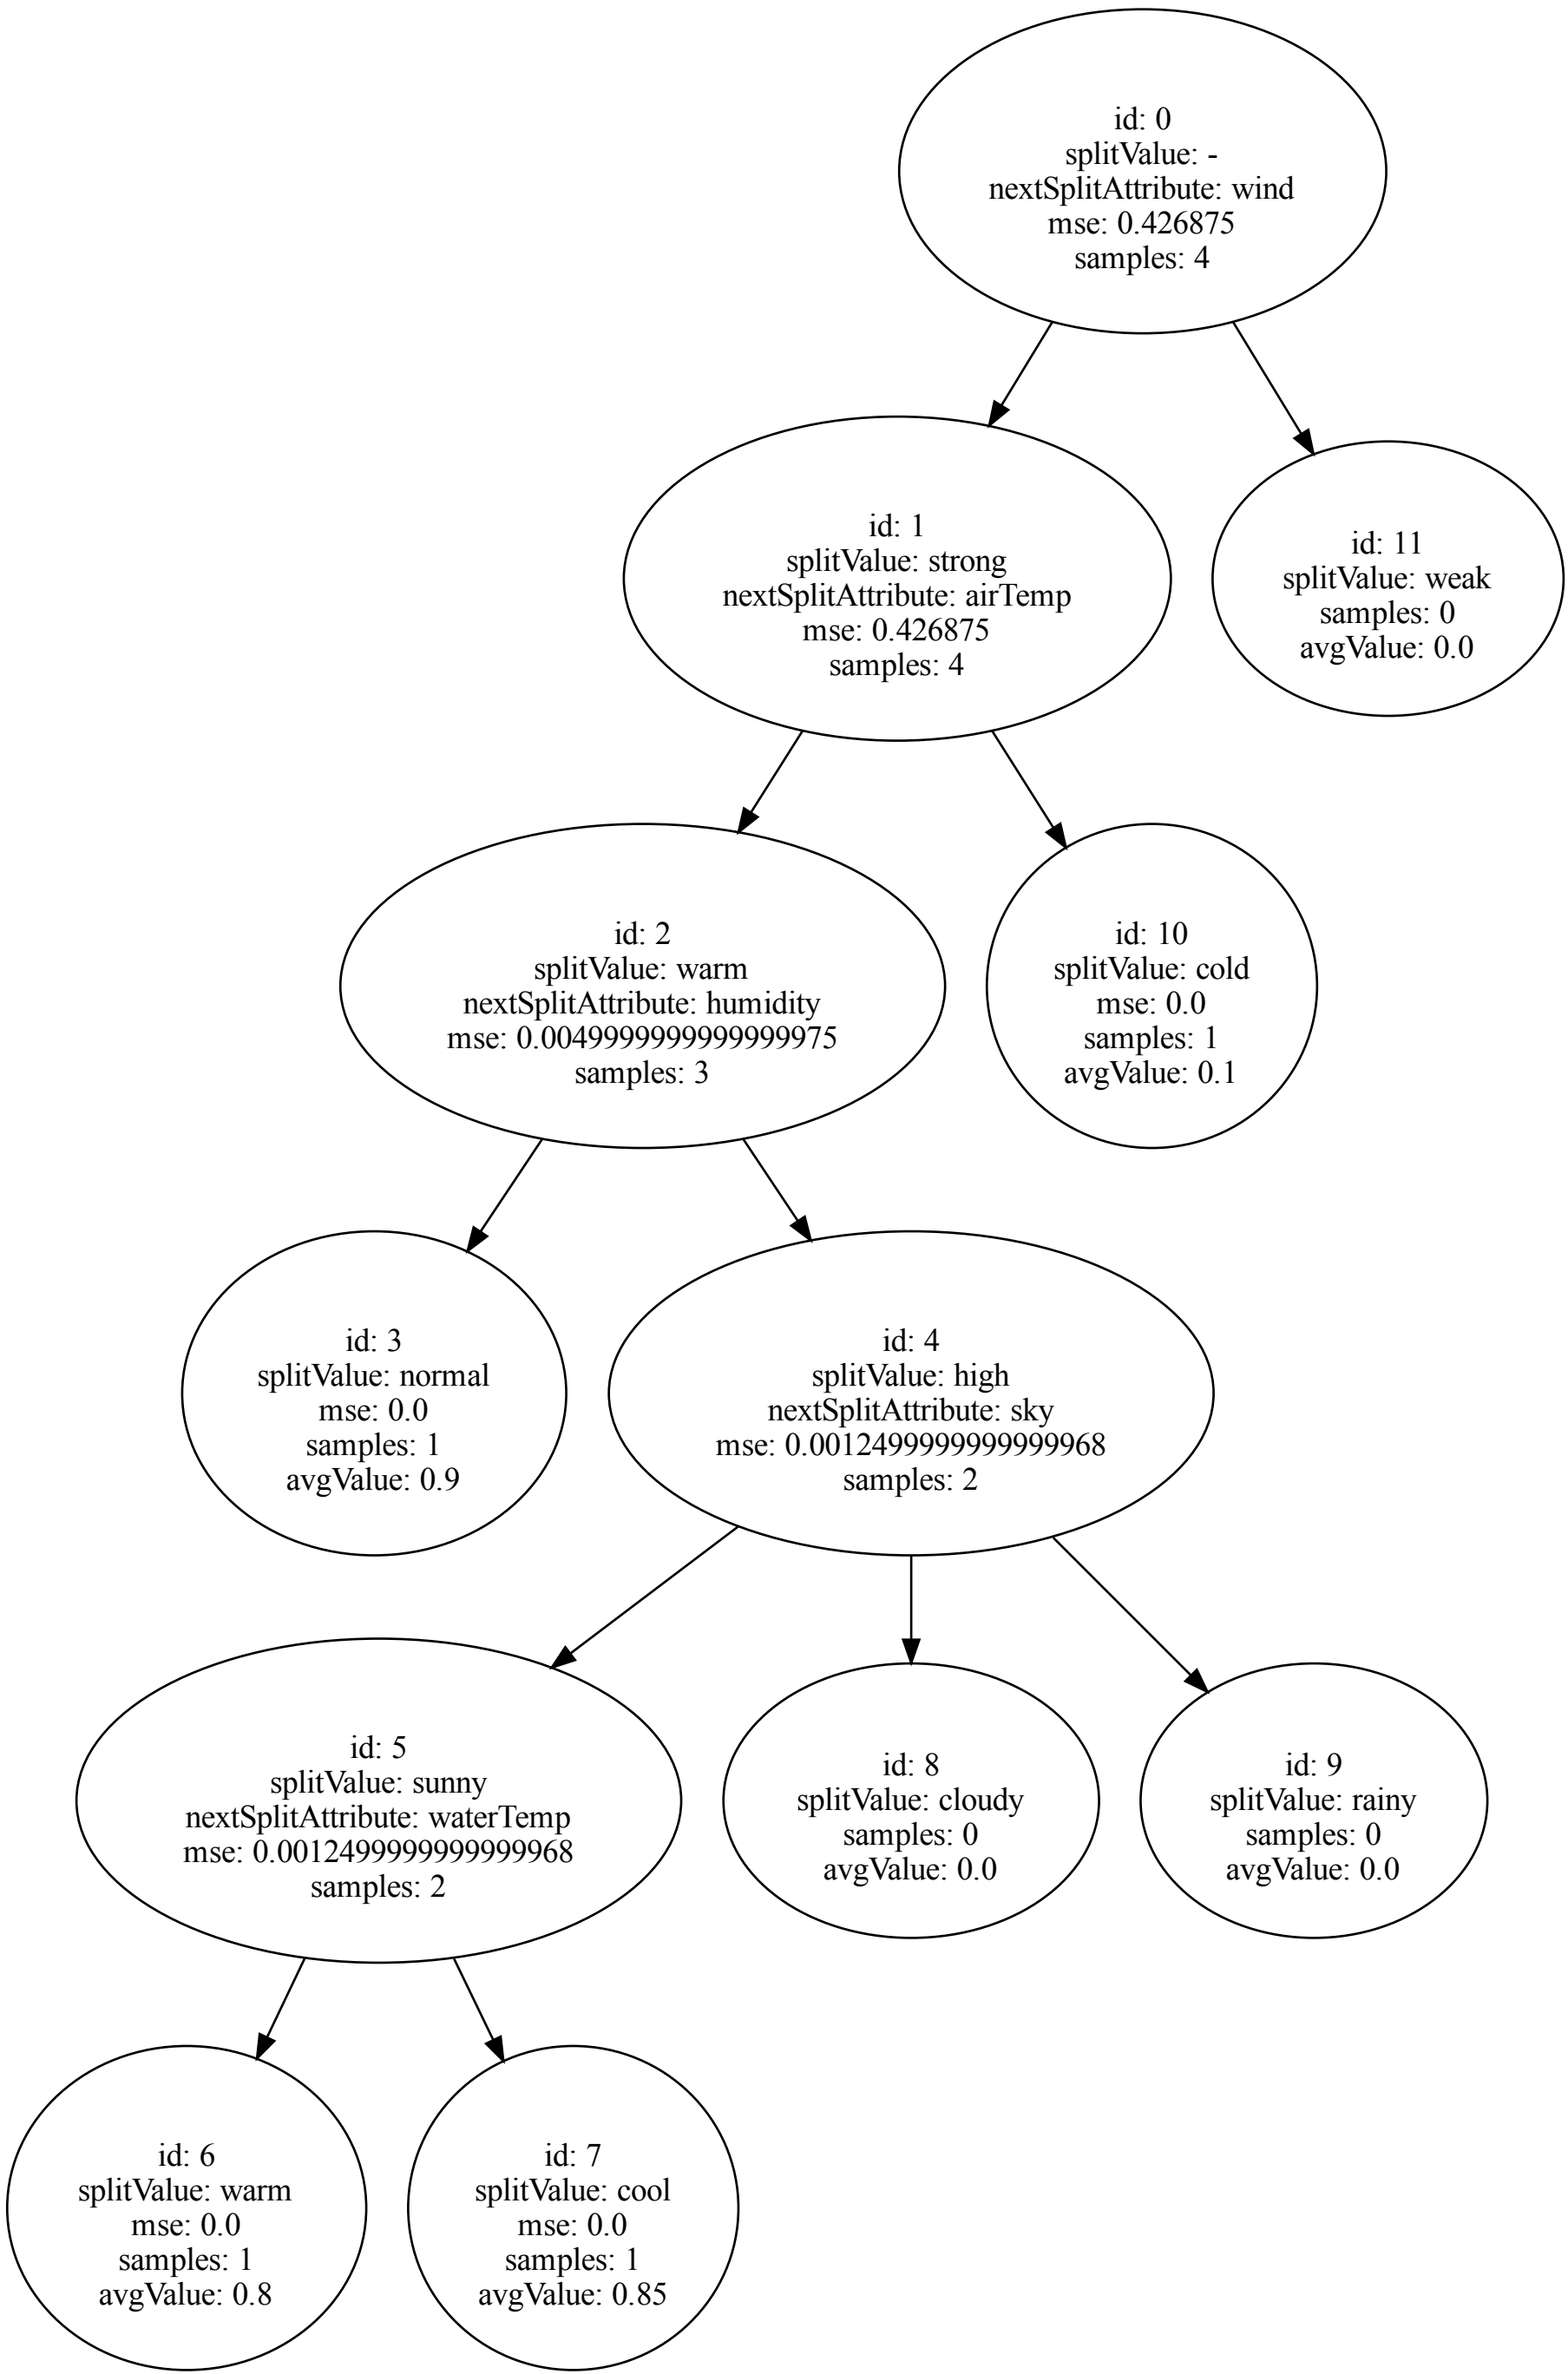 id: 0
splitValue: -
nextSplitAttribute: wind
mse: 0.426875
samples: 4
id: 1
splitValue: strong
nextSplitAttribute: airTemp
mse: 0.426875
samples: 4
id: 11
splitValue: weak
samples: 0
avgValue: 0.0
id: 2
splitValue: warm
nextSplitAttribute: humidity
mse: 0.0049999999999999975
samples: 3
id: 10
splitValue: cold
mse: 0.0
samples: 1
avgValue: 0.1
id: 3
splitValue: normal
mse: 0.0
samples: 1
avgValue: 0.9
id: 4
splitValue: high
nextSplitAttribute: sky
mse: 0.0012499999999999968
samples: 2
id: 5
splitValue: sunny
nextSplitAttribute: waterTemp
mse: 0.0012499999999999968
samples: 2
id: 8
splitValue: cloudy
samples: 0
avgValue: 0.0
id: 9
splitValue: rainy
samples: 0
avgValue: 0.0
id: 6
splitValue: warm
mse: 0.0
samples: 1
avgValue: 0.8
id: 7
splitValue: cool
mse: 0.0
samples: 1
avgValue: 0.85